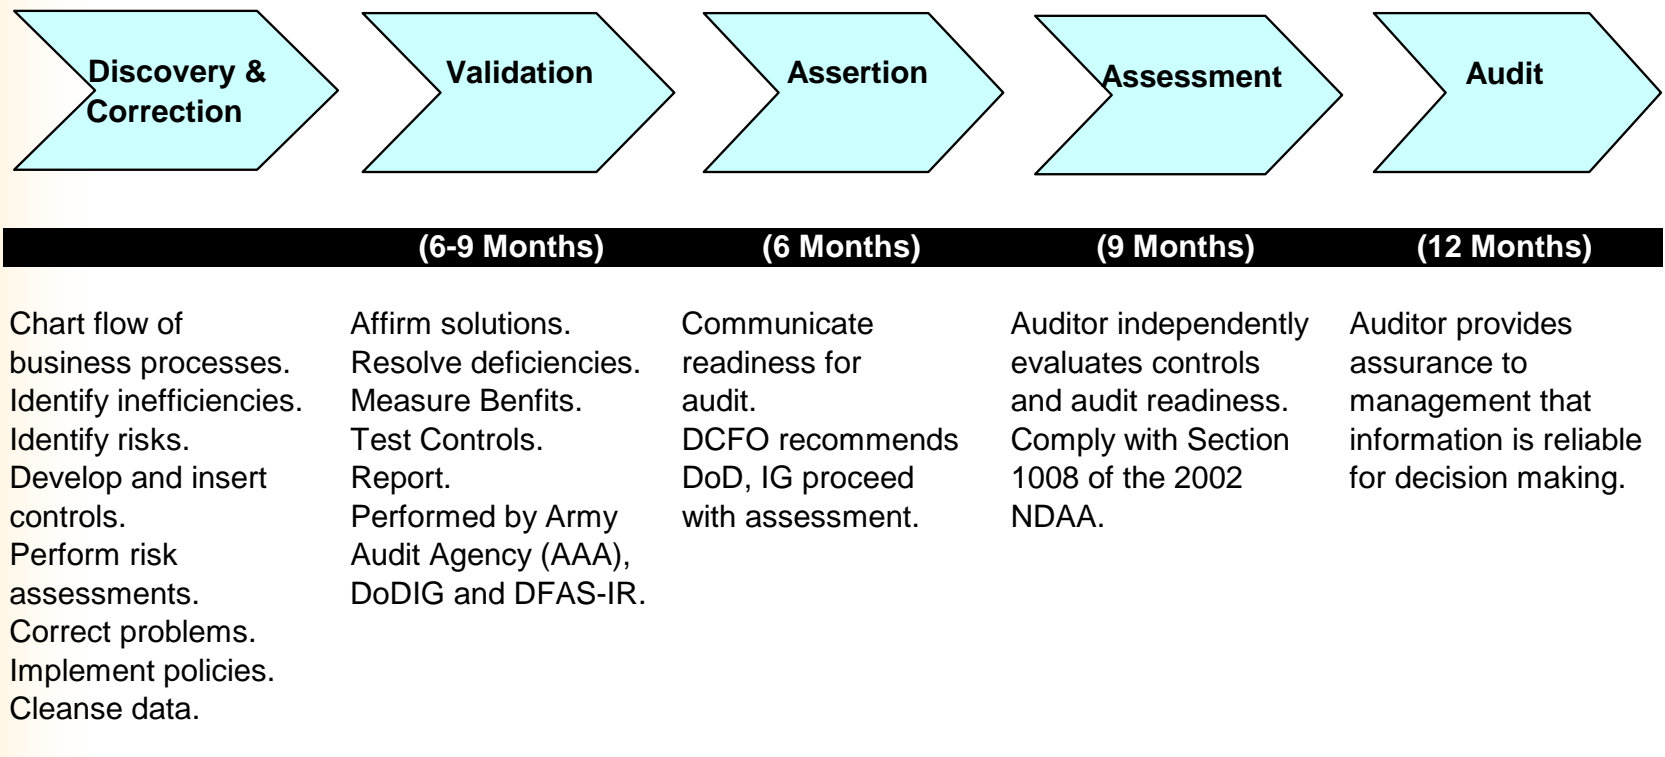 Discovery &
Correction
Validation
Assertion
Assessment
Audit
(6-9 Months)
(6 Months)
(9 Months)
(12 Months)
Chart flow of
business processes.
Identify inefficiencies.
Identify risks.
Develop and insert
controls.
Perform risk
assessments.
Correct problems.
Implement policies.
Cleanse data.
Affirm solutions.
Resolve deficiencies.
Measure Benfits.
Test Controls.
Report.
Performed by Army
Audit Agency (AAA),
DoDIG and DFAS-IR.
Communicate
readiness for
audit.
DCFO recommends
DoD, IG proceed
with assessment.
Auditor independently
evaluates controls
and audit readiness.
Comply with Section
1008 of the 2002
NDAA.
Auditor provides
assurance to
management that
information is reliable
for decision making.